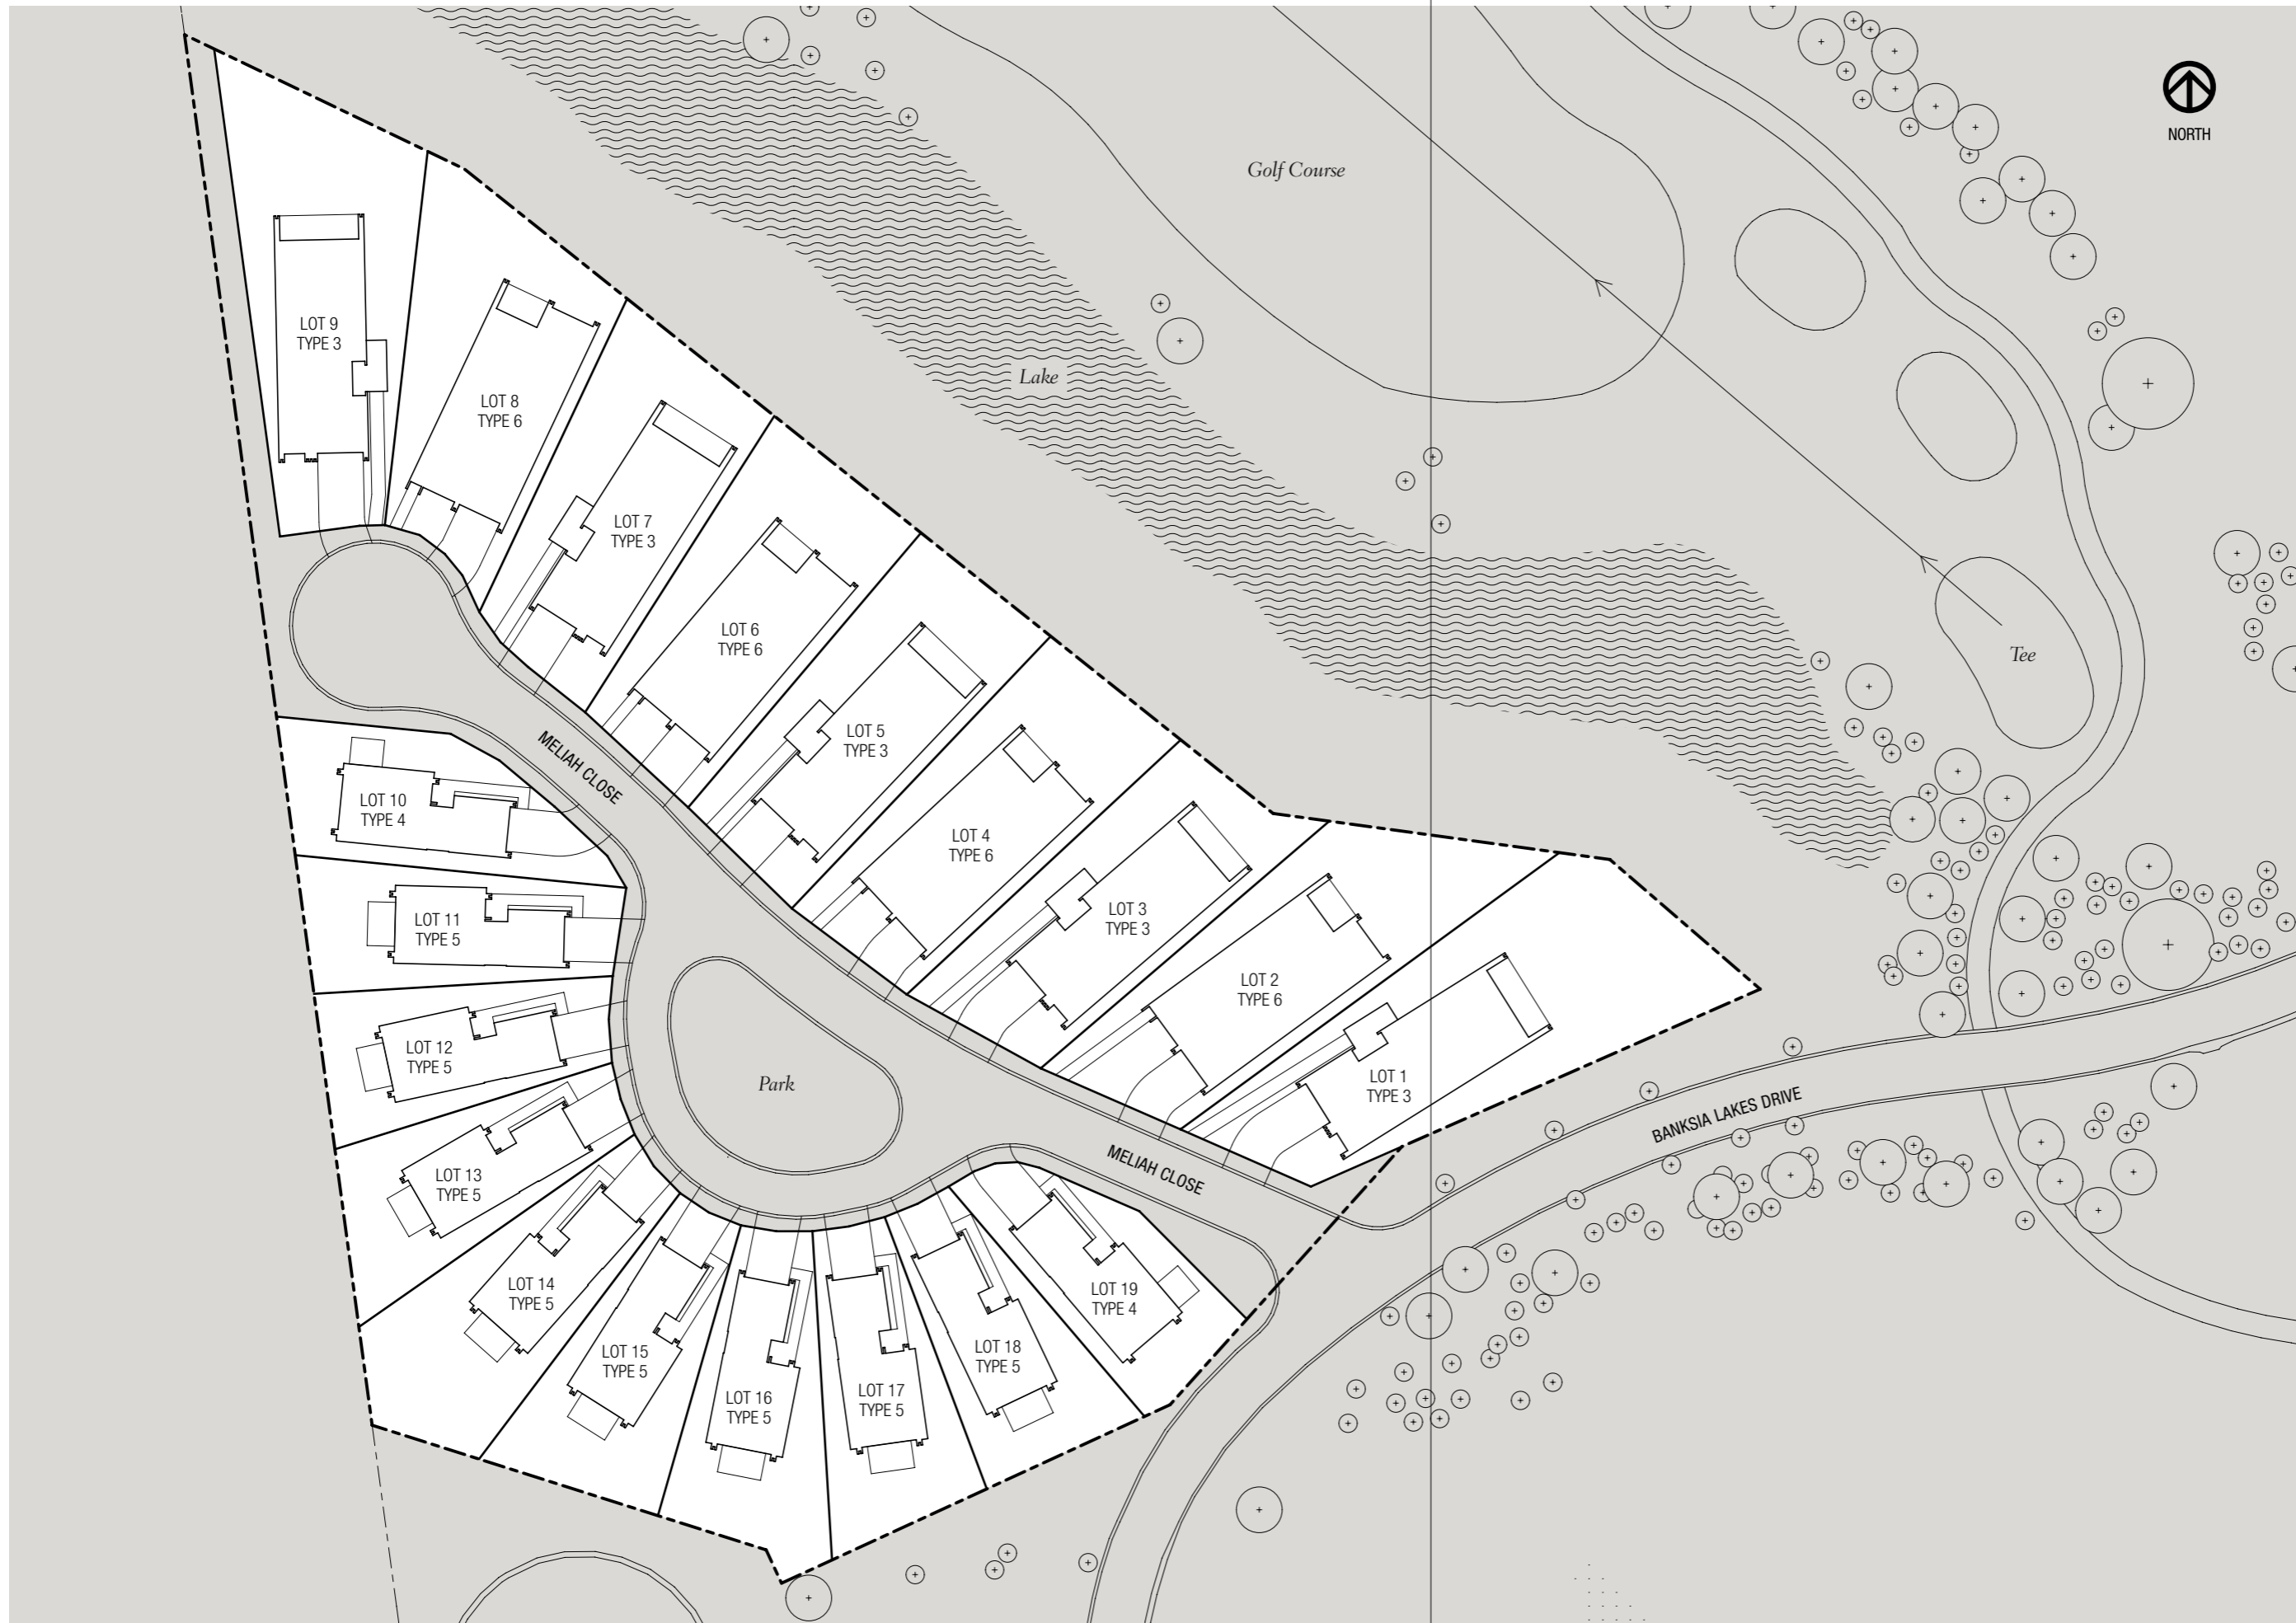 NORTH
Golf Course
Lake
Tee
LOT 9
TYPE 3
LOT 8
TYPE 6
LOT 7
TYPE 3
LOT 6
TYPE 6
LOT 5
TYPE 3
LOT 4
TYPE 6
LOT 3
TYPE 3
LOT 2
TYPE 6
LOT 1
TYPE 3
MELIAH CLOSE
LOT 10
TYPE 4
LOT 11
TYPE 5
LOT 12
TYPE 5
Park
LOT 13
TYPE 5
LOT 14
TYPE 5
LOT 15
TYPE 5
LOT 16
TYPE 5
LOT 17
TYPE 5
LOT 18
TYPE 5
LOT 19
TYPE 4
MELIAH CLOSE
BANKSIA LAKES DRIVE